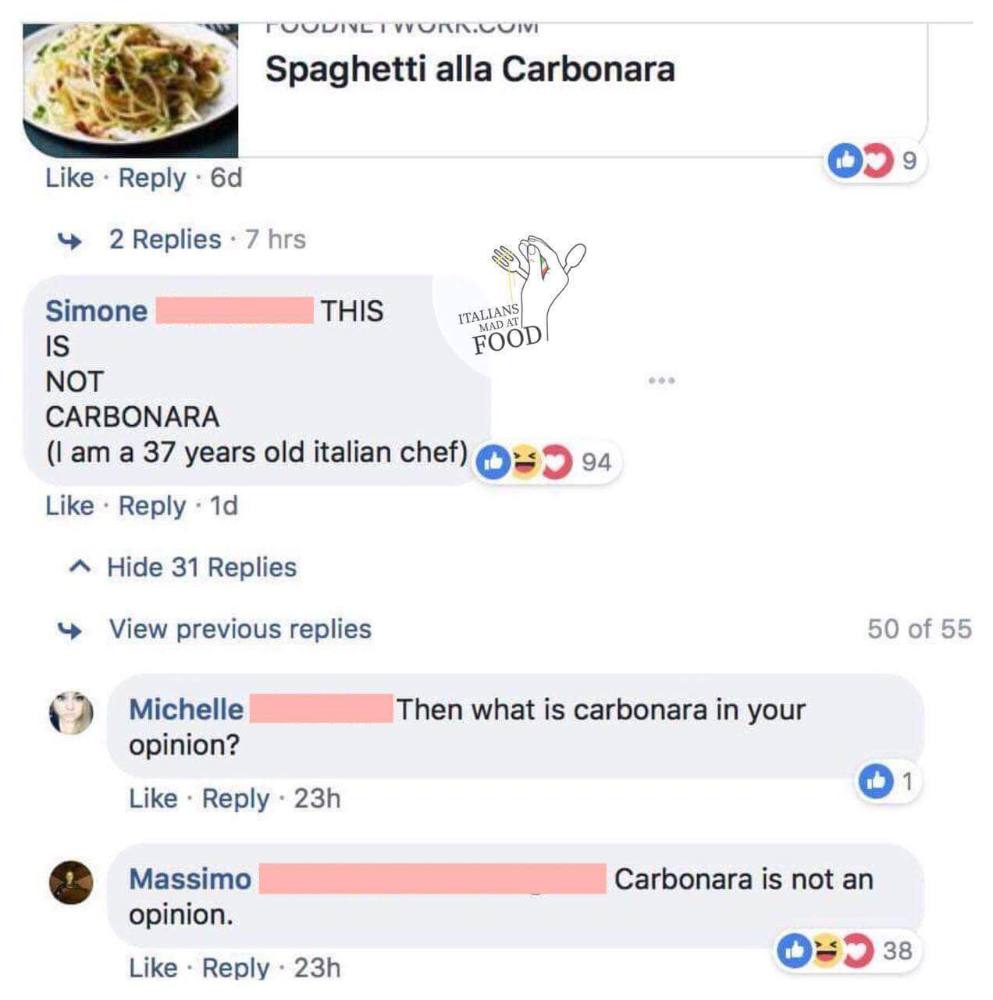 FOODNETWORK.COM
Spaghetti alla Carbonara
9
Like · Reply · 6d
2 Replies · 7 hrs
ITALIANS
MAD AT
FOOD
Simone THIS
IS
NOT
CARBONARA
(I am a 37 years old italian chef)
94
Like · Reply · 1d
Hide 31 Replies
View previous replies
50 of 55
Michelle Then what is carbonara in your
opinion?
1
Like · Reply · 23h
Massimo Carbonara is not an
opinion.
38
Like · Reply · 23h